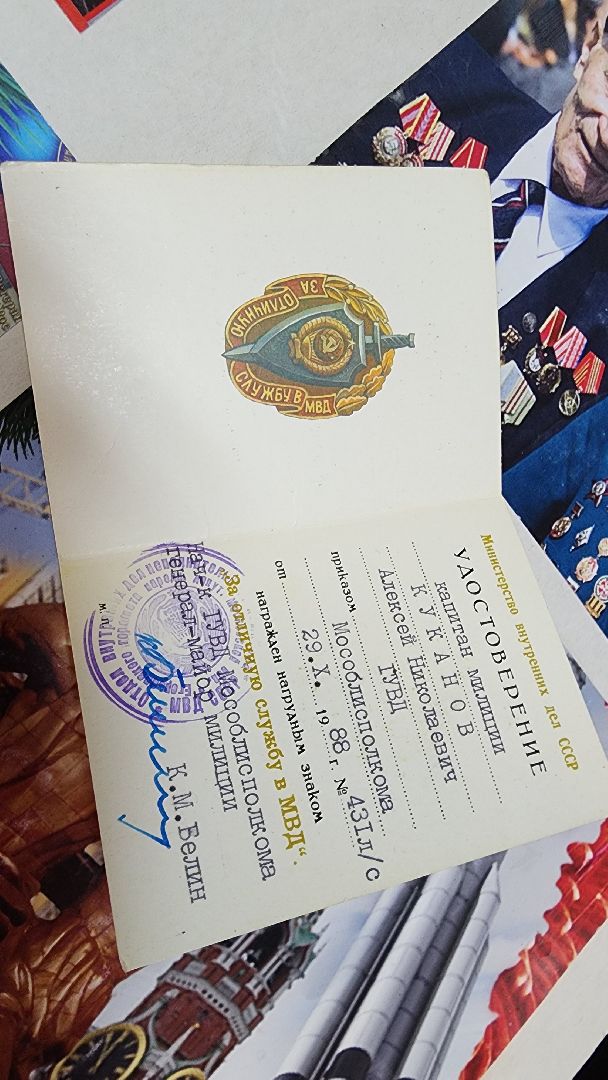 ЗА
ОТЛИЧНУЮ
СЛУЖБУ В
МВД
Министерство внутренних дел СССР
УДОСТОВЕРЕНИЕ
капитан милиции
КУКАНОВ
Алексей Николаевич
приказом ГУВД
Мособлисполкома
от 29.Х. 1988 г. № 431л/с
награжден нагрудным знаком
„За отличную службу в МВД“.
нач-к ГУВД Мособлисполкома
генерал-майор милиции
М.П.
К.М.Белин